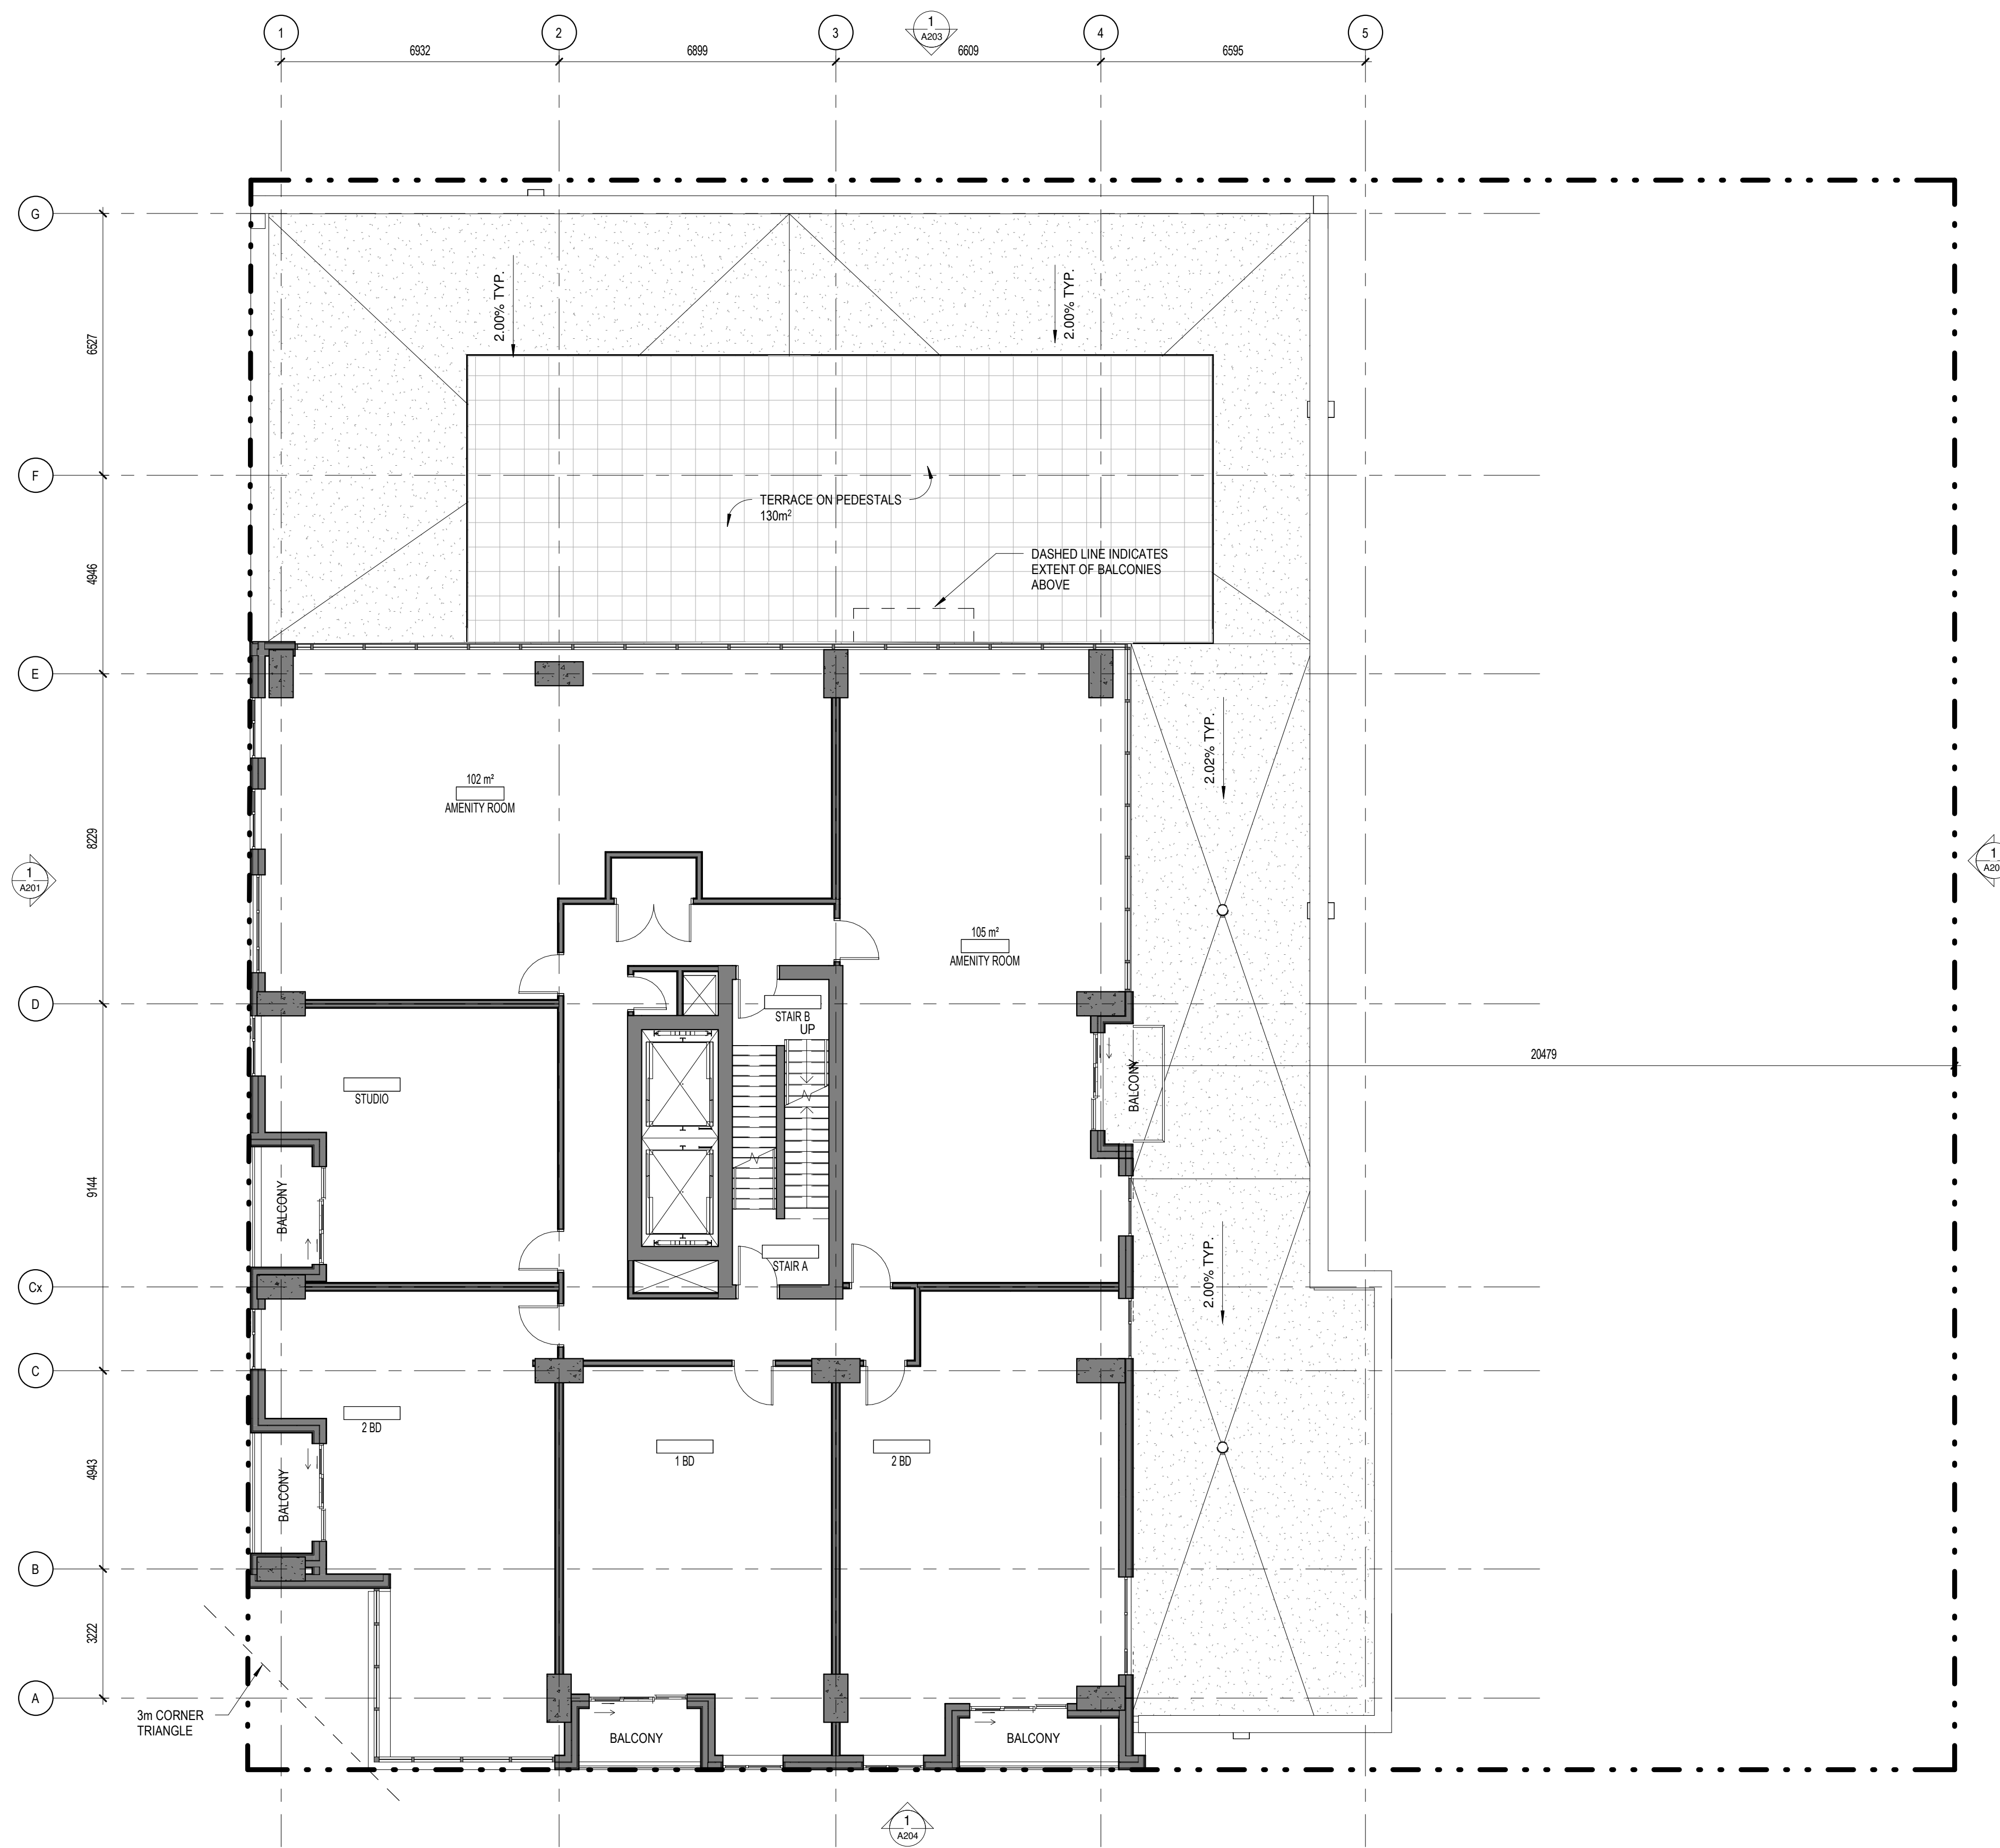 1
2
3
1
A203
4
5
6932
6899
6609
6595
G
6527
2.00% TYP.
2.00% TYP.
F
TERRACE ON PEDESTALS
130m²
4946
DASHED LINE INDICATES
EXTENT OF BALCONIES
ABOVE
E
2.02% TYP.
102 m²
AMENITY ROOM
8229
1
A201
1
105 m²
AMENITY ROOM
D
STAIR B
UP
20479
STUDIO
BALCONY
9144
BALCONY
STAIR A
2.00% TYP.
Cx
C
2 BD
1 BD
2 BD
4943
BALCONY
B
3222
A
3m CORNER
TRIANGLE
BALCONY
BALCONY
1
A204